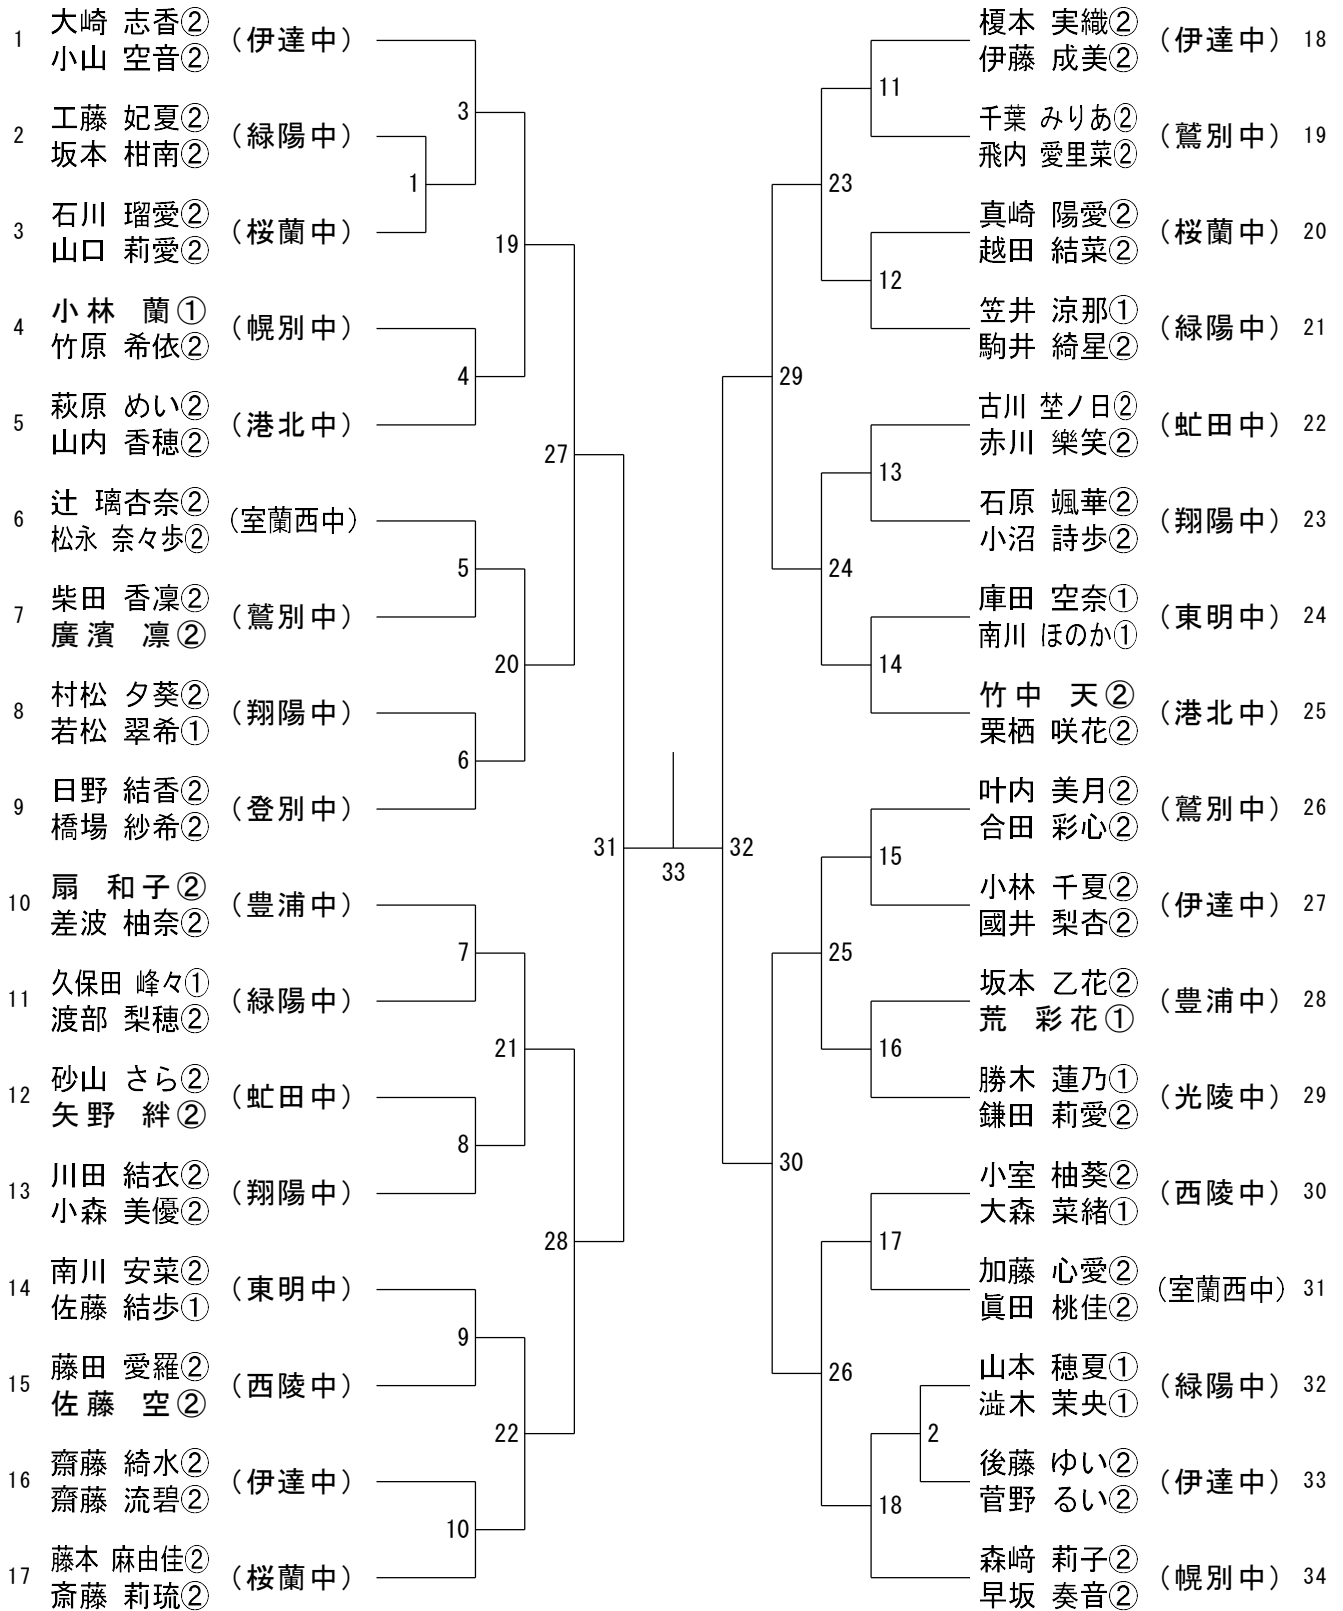 1 大崎 志香② (伊達中)
小山 空音②
2 工藤 妃夏② (緑陽中)
坂本 柑南②
3 石川 瑠愛② (桜蘭中)
山口 莉愛②
4 小林 蘭① (幌別中)
竹原 希依②
5 萩原 めい② (港北中)
山内 香穂②
6 辻 璃杏奈② (室蘭西中)
松永 奈々歩②
7 柴田 香凜② (鷲別中)
廣濱 凛②
8 村松 夕葵② (翔陽中)
若松 翠希①
9 日野 結香② (登別中)
橋場 紗希②
10 扇 和子② (豊浦中)
差波 柚奈②
11 久保田 峰々① (緑陽中)
渡部 梨穂②
12 砂山 さら② (虻田中)
矢野 絆②
13 川田 結衣② (翔陽中)
小森 美優②
14 南川 安菜② (東明中)
佐藤 結歩①
15 藤田 愛羅② (西陵中)
佐藤 空②
16 齋藤 綺水② (伊達中)
齋藤 流碧②
17 藤本 麻由佳② (桜蘭中)
斎藤 莉琉②
1
3
4
5
6
7
8
9
10
19
20
21
22
27
28
31
33
32
29
30
23
24
25
26
11
12
13
14
15
16
17
18
2
榎本 実織② (伊達中) 18
伊藤 成美②
千葉 みりあ② (鷲別中) 19
飛内 愛里菜②
真崎 陽愛② (桜蘭中) 20
越田 結菜②
笠井 涼那① (緑陽中) 21
駒井 綺星②
古川 埜ノ日② (虻田中) 22
赤川 樂笑②
石原 颯華② (翔陽中) 23
小沼 詩歩②
庫田 空奈① (東明中) 24
南川 ほのか①
竹中 天② (港北中) 25
栗栖 咲花②
叶内 美月② (鷲別中) 26
合田 彩心②
小林 千夏② (伊達中) 27
國井 梨杏②
坂本 乙花② (豊浦中) 28
荒 彩花①
勝木 蓮乃① (光陵中) 29
鎌田 莉愛②
小室 柚葵② (西陵中) 30
大森 菜緒①
加藤 心愛② (室蘭西中) 31
眞田 桃佳②
山本 穂夏① (緑陽中) 32
澁木 茉央①
後藤 ゆい② (伊達中) 33
菅野 るい②
森﨑 莉子② (幌別中) 34
早坂 奏音②